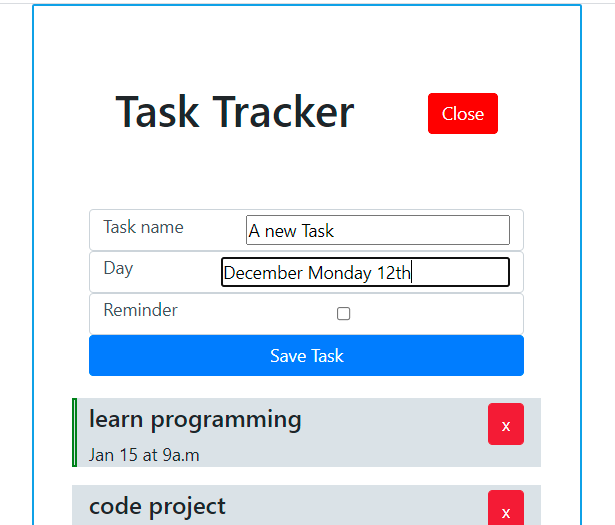 Task Tracker
Close
Task name
A new Task
Day
December Monday 12th
Reminder
Save Task
learn programming
x
Jan 15 at 9a.m
code project
x